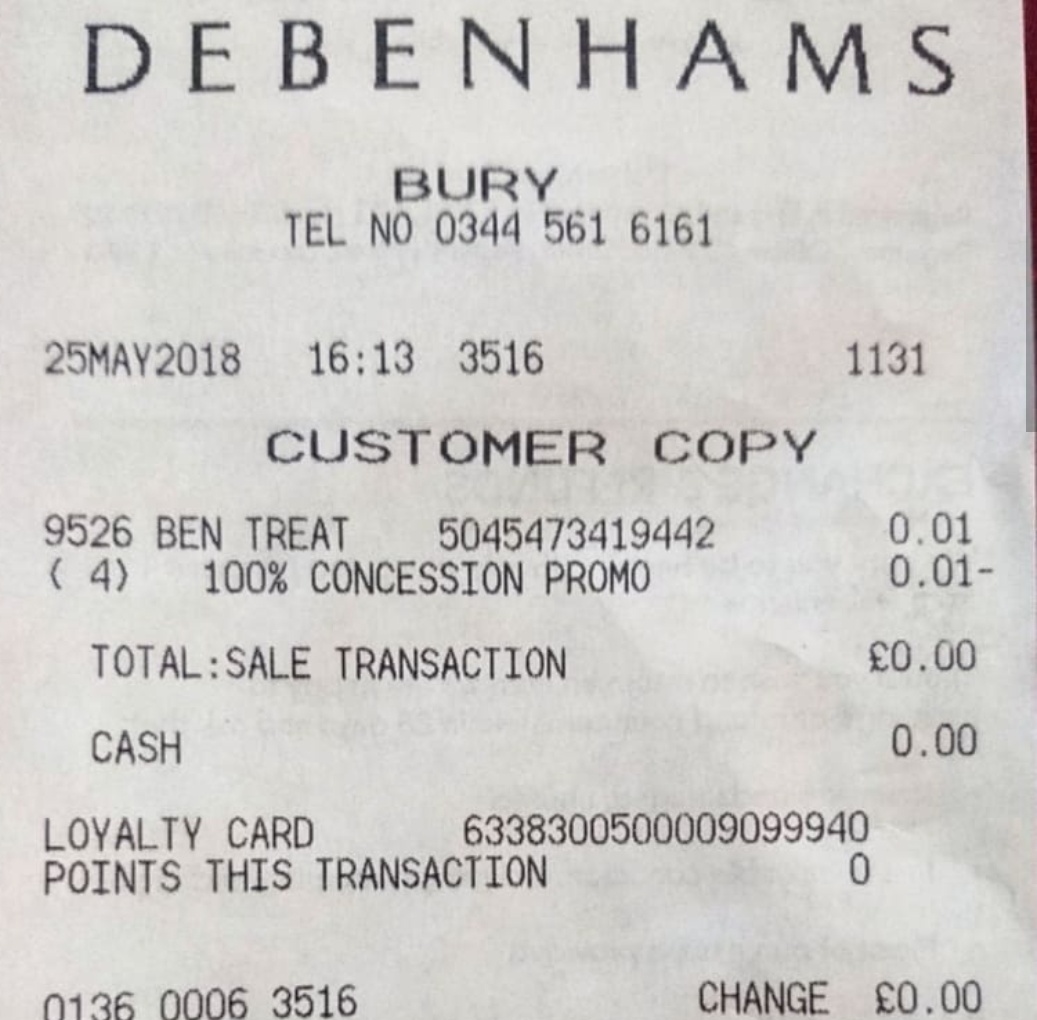 DEBENHAMS
BURY
TEL NO 0344 561 6161
25MAY2018 16:13 3516 1131
CUSTOMER COPY
9526 BEN TREAT 5045473419442 0.01
( 4) 100% CONCESSION PROMO 0.01-
TOTAL:SALE TRANSACTION £0.00
CASH 0.00
LOYALTY CARD 6338300500009099940
POINTS THIS TRANSACTION 0
0136 0006 3516 CHANGE £0.00